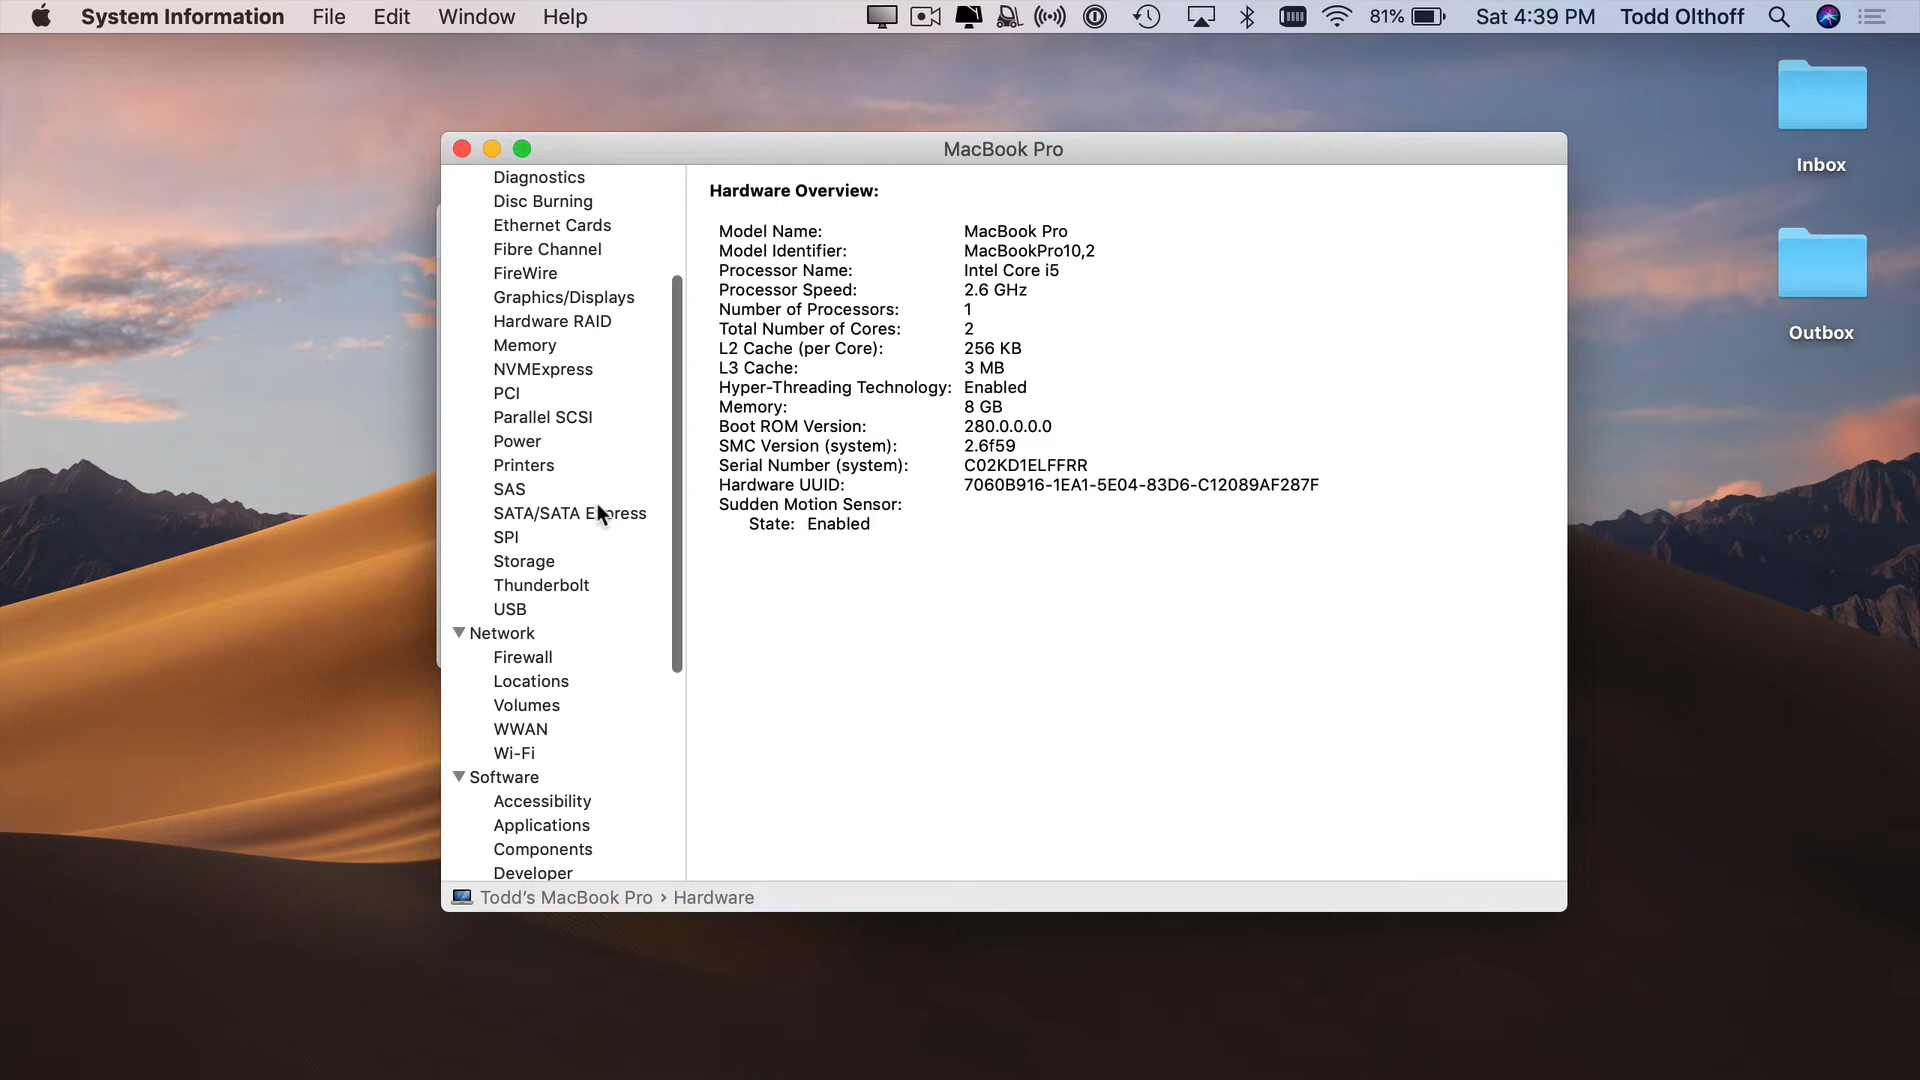 System Information File Edit Window Help 81% Sat 4:39 PM Todd Olthoff
Inbox
Outbox
MacBook Pro
Diagnostics
Disc Burning
Ethernet Cards
Fibre Channel
FireWire
Graphics/Displays
Hardware RAID
Memory
NVMExpress
PCI
Parallel SCSI
Power
Printers
SAS
SATA/SATA Express
SPI
Storage
Thunderbolt
USB
Network
Firewall
Locations
Volumes
WWAN
Wi-Fi
Software
Accessibility
Applications
Components
Developer
Hardware Overview:
Model Name: MacBook Pro
Model Identifier: MacBookPro10,2
Processor Name: Intel Core i5
Processor Speed: 2.6 GHz
Number of Processors: 1
Total Number of Cores: 2
L2 Cache (per Core): 256 KB
L3 Cache: 3 MB
Hyper-Threading Technology: Enabled
Memory: 8 GB
Boot ROM Version: 280.0.0.0.0
SMC Version (system): 2.6f59
Serial Number (system): C02KD1ELFFRR
Hardware UUID: 7060B916-1EA1-5E04-83D6-C12089AF287F
Sudden Motion Sensor:
State: Enabled
Todd's MacBook Pro › Hardware